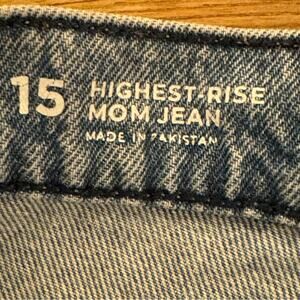 15 HIGHEST-RISE
MOM JEAN
MADE IN PAKISTAN